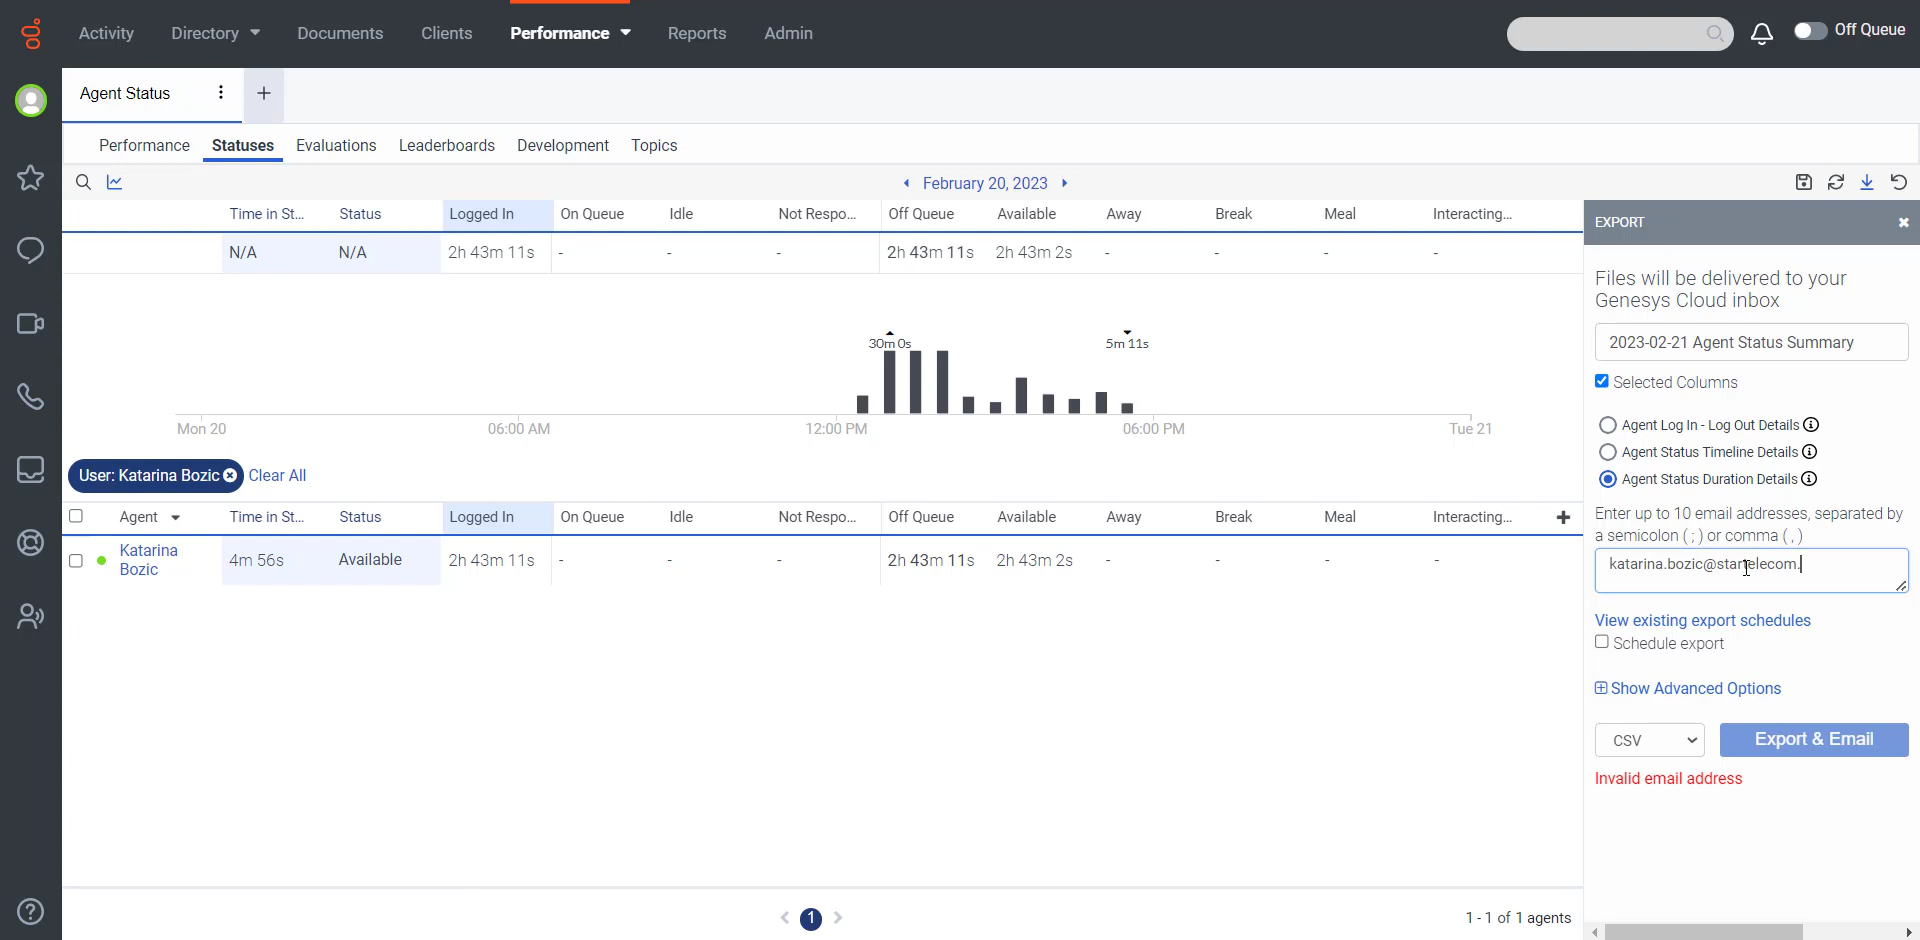 Activity Directory Documents Clients Performance Reports Admin Off Queue
Agent Status
Performance Statuses Evaluations Leaderboards Development Topics
February 20, 2023
Time in St... Status Logged In On Queue Idle Not Respo... Off Queue Available Away Break Meal Interacting...
N/A N/A 2h 43m 11s - - - 2h 43m 11s 2h 43m 2s - - - -
30m 0s 5m 11s
Mon 20 06:00 AM 12:00 PM 06:00 PM Tue 21
User: Katarina Bozic Clear All
Agent Time in St... Status Logged In On Queue Idle Not Respo... Off Queue Available Away Break Meal Interacting...
Katarina
Bozic
4m 56s Available 2h 43m 11s - - - 2h 43m 11s 2h 43m 2s - - - -
1
1 - 1 of 1 agents
EXPORT
Files will be delivered to your
Genesys Cloud inbox
2023-02-21 Agent Status Summary
Selected Columns
Agent Log In - Log Out Details
Agent Status Timeline Details
Agent Status Duration Details
Enter up to 10 email addresses, separated by
a semicolon ( ; ) or comma ( , )
katarina.bozic@startelecom.
View existing export schedules
Schedule export
Show Advanced Options
CSV Export & Email
Invalid email address